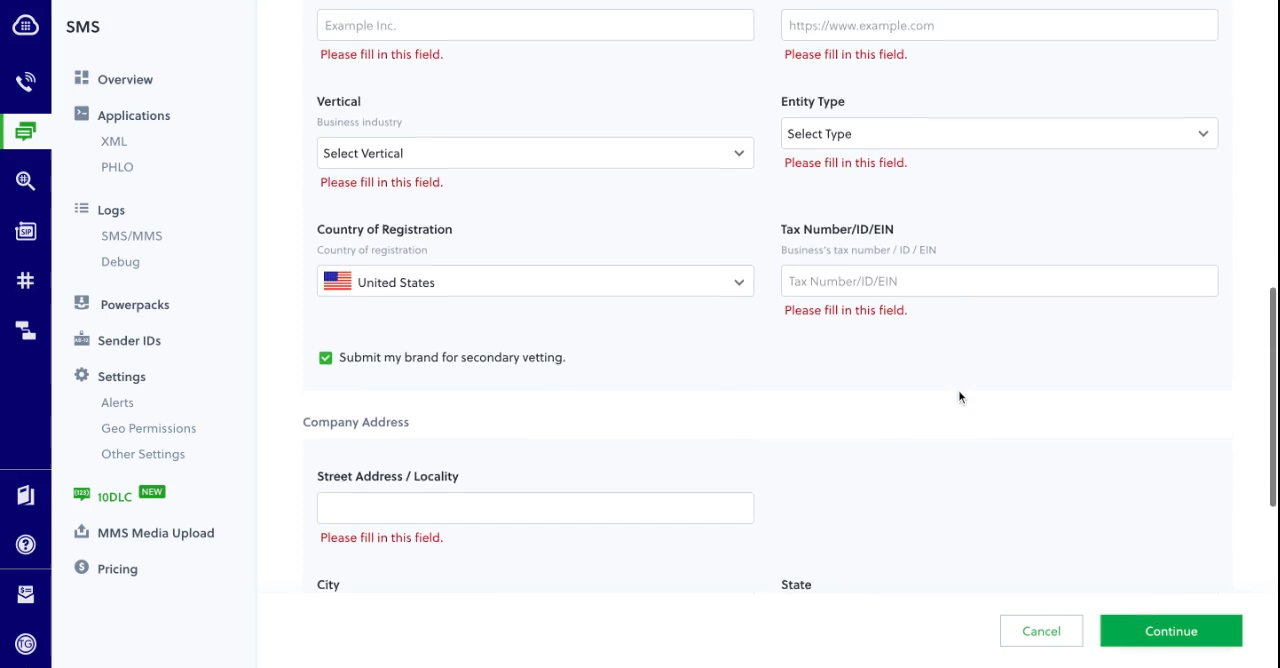 SMS
Overview
Applications
XML
PHLO
Logs
SMS/MMS
Debug
Powerpacks
Sender IDs
Settings
Alerts
Geo Permissions
Other Settings
10DLC NEW
MMS Media Upload
Pricing
SIP
TG
Example Inc.
https://www.example.com
Please fill in this field.
Please fill in this field.
Vertical
Business industry
Select Vertical
Please fill in this field.
Entity Type
Select Type
Please fill in this field.
Country of Registration
Country of registration
United States
Tax Number/ID/EIN
Business's tax number / ID / EIN
Tax Number/ID/EIN
Please fill in this field.
Submit my brand for secondary vetting.
Company Address
Street Address / Locality
Please fill in this field.
City
State
Cancel
Continue